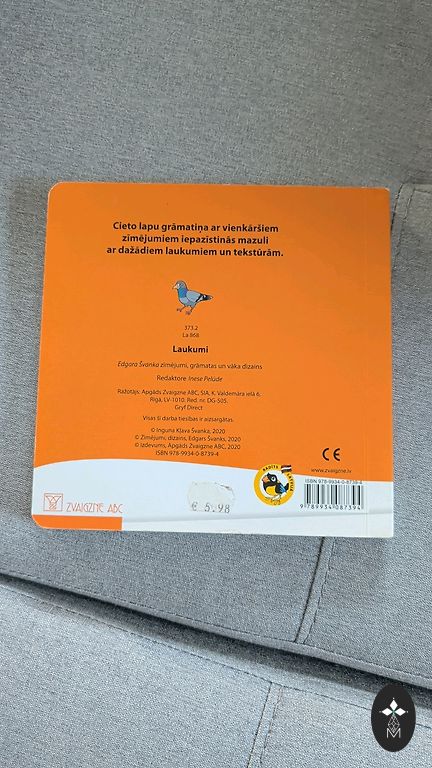 Cieto lapu grāmatiņa ar vienkāršiem
zīmējumiem iepazīstinās mazuli
ar dažādiem laukumiem un tekstūrām.
373.2
La 868
Laukumi
Edgara Švanka zīmējumi, grāmatas un vāka dizains
Redaktore Inese Pelūde
Ražotājs: Apgāds Zvaigzne ABC, SIA, K. Valdemāra ielā 6,
Rīgā, LV-1010. Red. nr. DG-505.
Gryf Direct
Visas šī darba tiesības ir aizsargātas.
© Inguna Kļava Švanka, 2020
© Zīmējumi, dizains, Edgars Švanks, 2020
© Izdevums, Apgāds Zvaigzne ABC, 2020
ISBN 978-9934-0-8739-4
CE
www.zvaigzne.lv
RADĪTS LATVIJĀ
ISBN 978-9934-0-8739-4
9 789934 087394
ZVAIGZNE ABC
€ 5.98
M